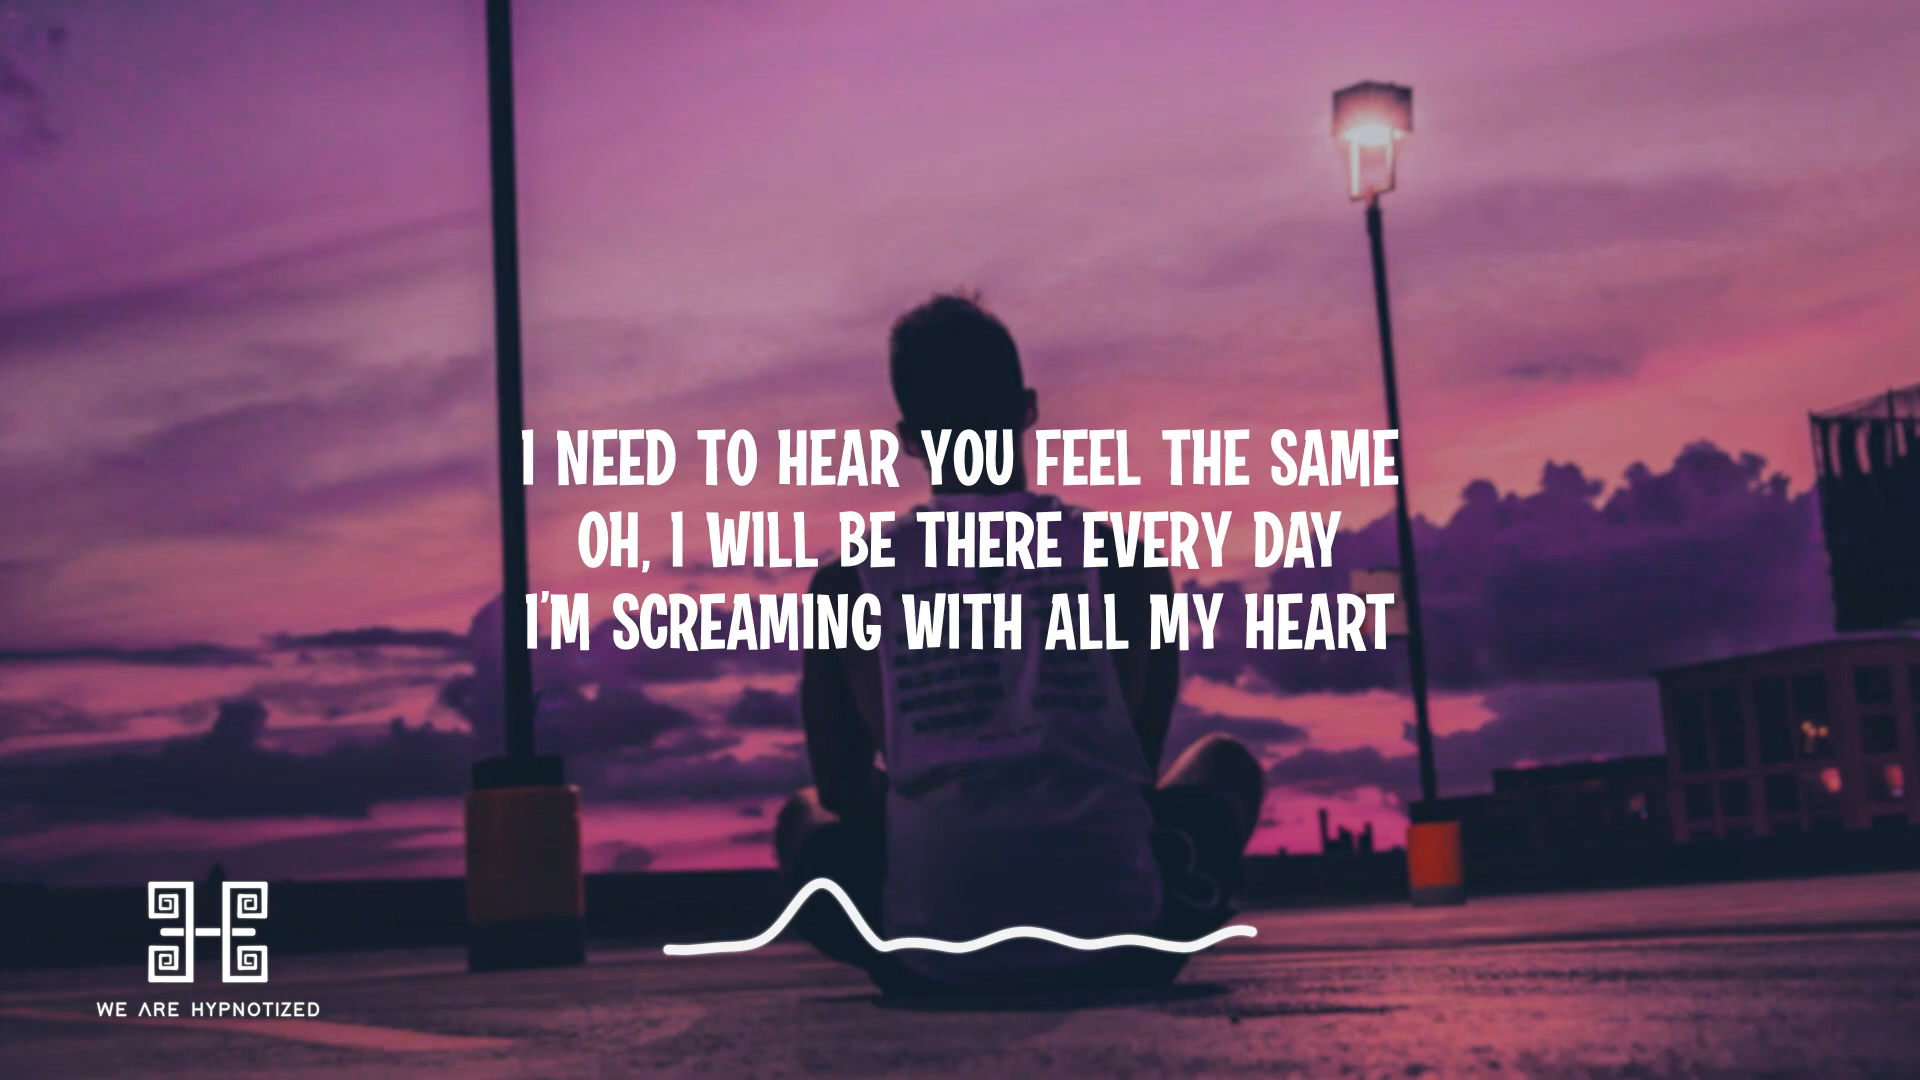 I NEED TO HEAR YOU FEEL THE SAME
OH, I WILL BE THERE EVERY DAY
I'M SCREAMING WITH ALL MY HEART
WE ARE HYPNOTIZED